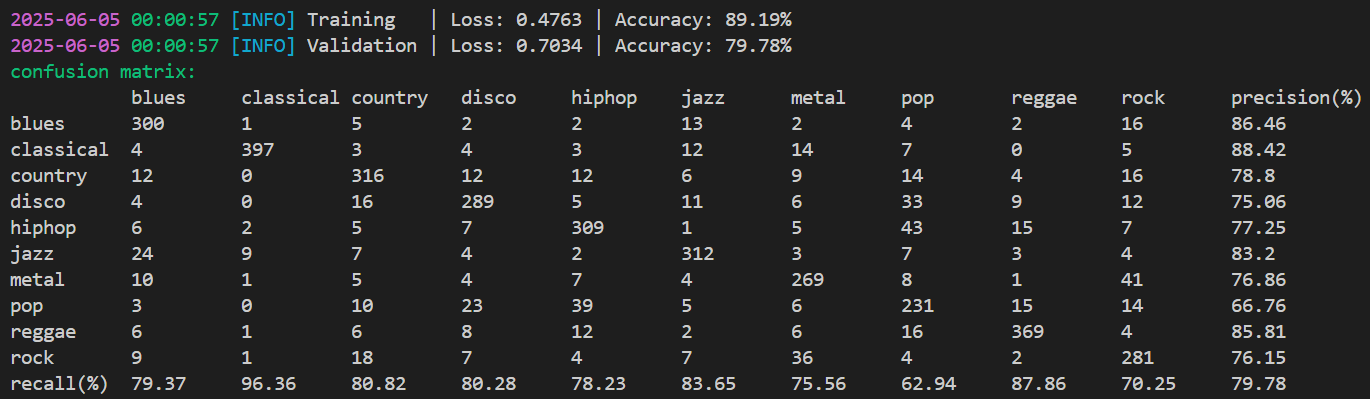 2025-06-05 00:00:57 [INFO] Training   | Loss: 0.4763 | Accuracy: 89.19%
2025-06-05 00:00:57 [INFO] Validation | Loss: 0.7034 | Accuracy: 79.78%
confusion matrix:
blues classical country disco hiphop jazz metal pop reggae rock precision(%)
blues 300 1 5 2 2 13 2 4 2 16 86.46
classical 4 397 3 4 3 12 14 7 0 5 88.42
country 12 0 316 12 12 6 9 14 4 16 78.8
disco 4 0 16 289 5 11 6 33 9 12 75.06
hiphop 6 2 5 7 309 1 5 43 15 7 77.25
jazz 24 9 7 4 2 312 3 7 3 4 83.2
metal 10 1 5 4 7 4 269 8 1 41 76.86
pop 3 0 10 23 39 5 6 231 15 14 66.76
reggae 6 1 6 8 12 2 6 16 369 4 85.81
rock 9 1 18 7 4 7 36 4 2 281 76.15
recall(%) 79.37 96.36 80.82 80.28 78.23 83.65 75.56 62.94 87.86 70.25 79.78